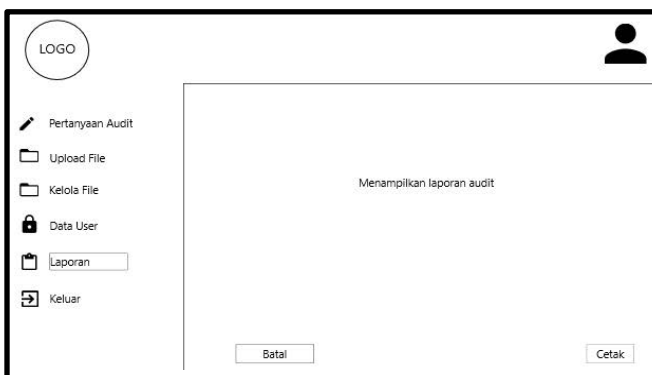 LOGO
Pertanyaan Audit
Upload File
Kelola File
Data User
Laporan
Keluar
Menampilkan laporan audit
Batal
Cetak